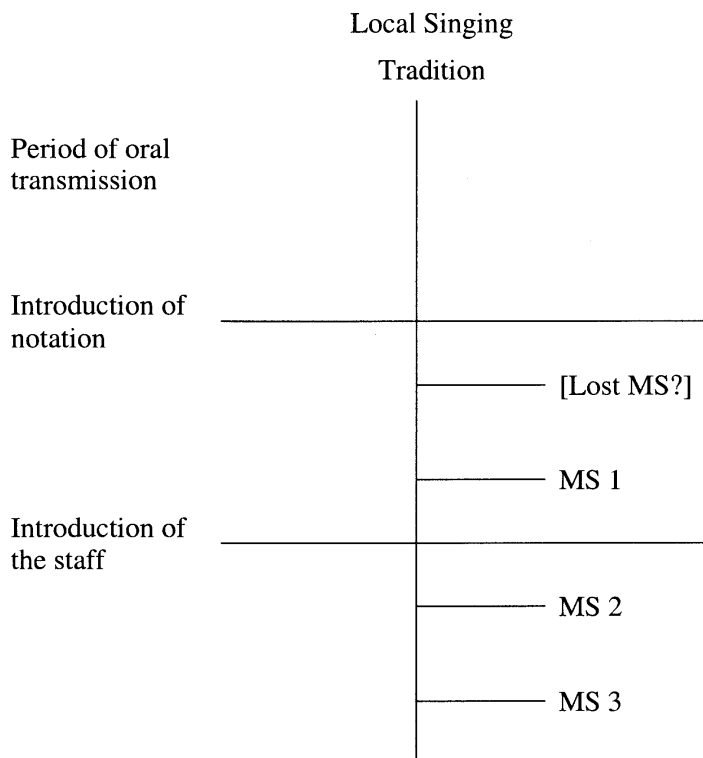 Local Singing
Tradition
Period of oral
transmission
Introduction of
notation
[Lost MS?]
MS 1
Introduction of
the staff
MS 2
MS 3